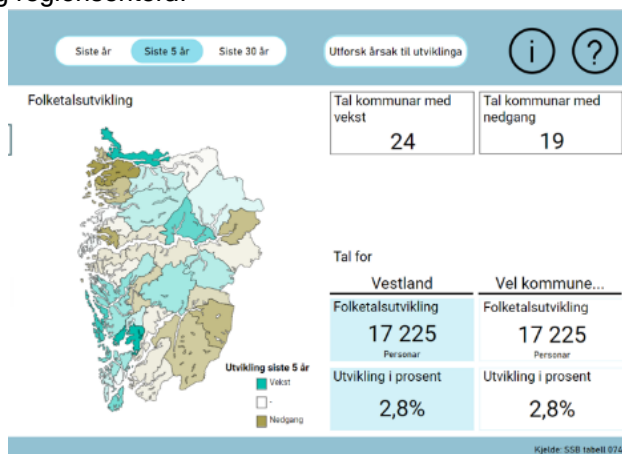 g regionsentera.
Siste år
Siste 5 år
Siste 30 år
Utforsk årsak til utviklinga
i
?
Folketalsutvikling
Tal kommunar med
vekst
24
Tal kommunar med
nedgang
19
Tal for
Vestland
Vel kommune...
Folketalsutvikling
17 225
Personar
Folketalsutvikling
17 225
Personar
Utvikling i prosent
2,8%
Utvikling i prosent
2,8%
Utvikling siste 5 år
Vekst
-
Nedgang
Kjelde: SSB tabell 074